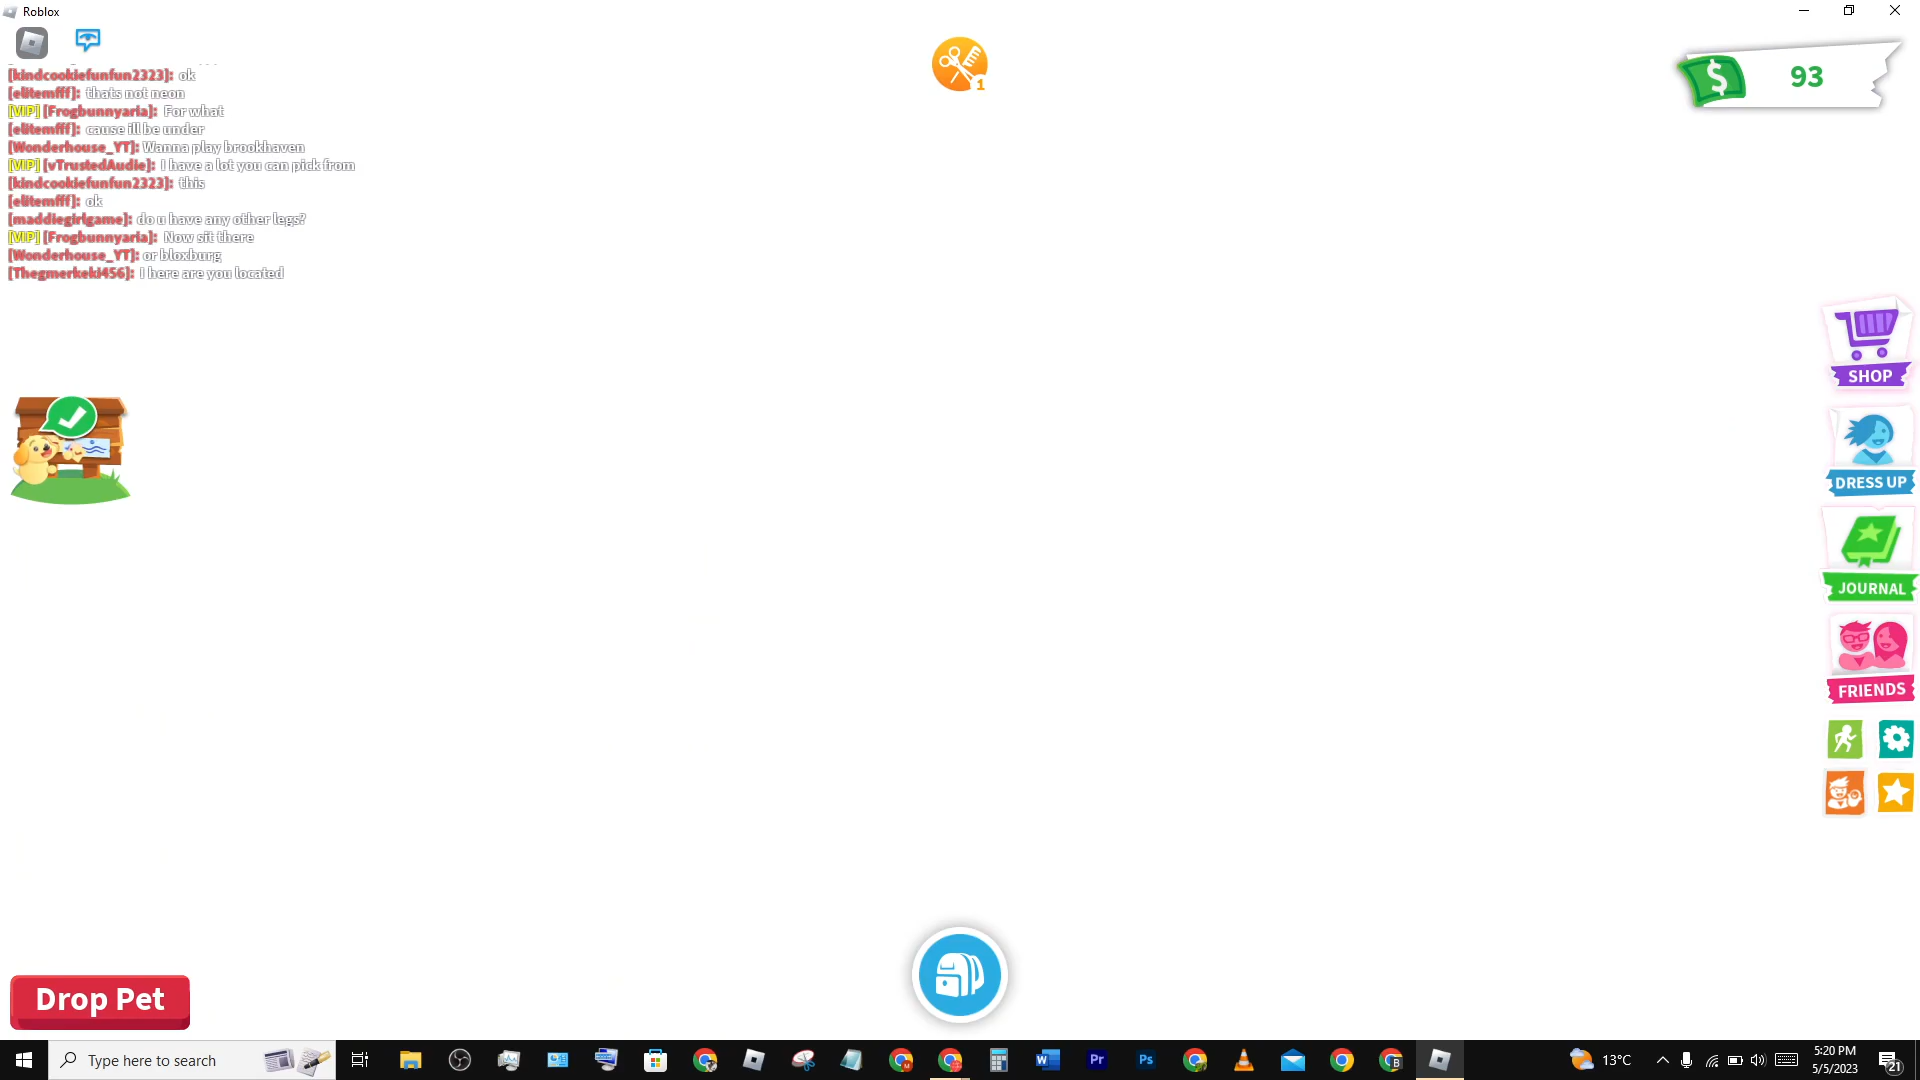 Roblox
[kindcookiefunfun2323]: ok
[elitemfff]: thats not neon
[VIP] [Frogbunnyaria]: For what
[elitemfff]: cause ill be under
[Wonderhouse_YT]: Wanna play brookhaven
[VIP] [vTrustedAudie]: I have a lot you can pick from
[kindcookiefunfun2323]: this
[elitemfff]: ok
[maddiegirlgame]: do u have any other legs?
[VIP] [Frogbunnyaria]: Now sit there
[Wonderhouse_YT]: or bloxburg
[Thegmerkeki456]: I here are you located
1
$ 93
SHOP
DRESS UP
JOURNAL
FRIENDS
Drop Pet
Type here to search
W
Pr
Ps
B
13°C
5:20 PM
5/5/2023
21